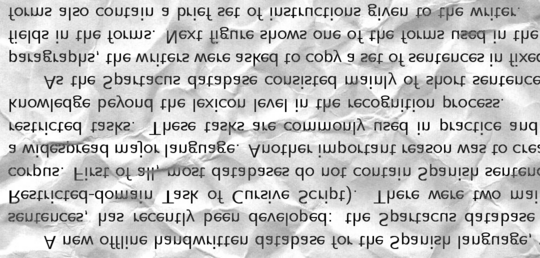 A new offline handwritten database for the Spanish language,
sentences, has recently been developed: the Spartacus database
Restricted-domain Task of Cursive Script). There were two mai
corpus. First of all, most databases do not contain Spanish senten
a widespread major language. Another important reason was to crea
restricted tasks. These tasks are commonly used in practice and
knowledge beyond the lexicon level in the recognition process.
As the Spartacus database consisted mainly of short sentence
paragraphs, the writers were asked to copy a set of sentences in fixed
fields in the forms. Next figure shows one of the forms used in the
forms also contain a brief set of instructions given to the writer.